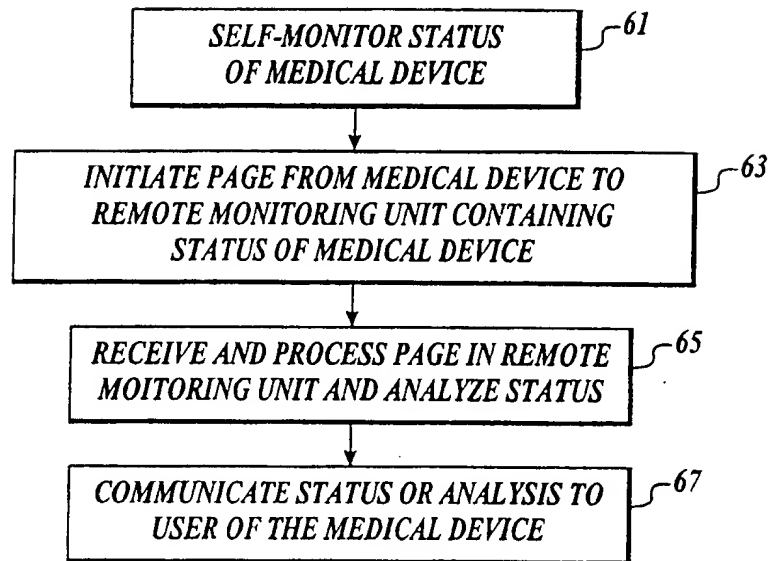 SELF-MONITOR STATUS
OF MEDICAL DEVICE
61
INITIATE PAGE FROM MEDICAL DEVICE TO
REMOTE MONITORING UNIT CONTAINING
STATUS OF MEDICAL DEVICE
63
RECEIVE AND PROCESS PAGE IN REMOTE
MOITORING UNIT AND ANALYZE STATUS
65
COMMUNICATE STATUS OR ANALYSIS TO
USER OF THE MEDICAL DEVICE
67